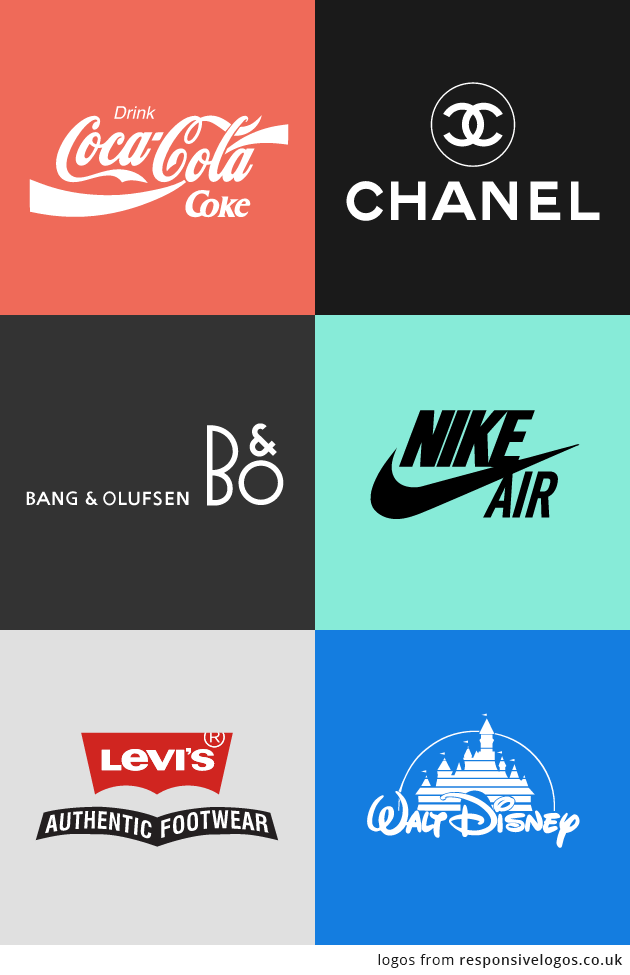 Drink
Coca-Cola
Coke
CHANEL
BANG & OLUFSEN
B&O
NIKE
AIR
LEVI'S
®
AUTHENTIC FOOTWEAR
WALT DISNEY
logos from responsivelogos.co.uk